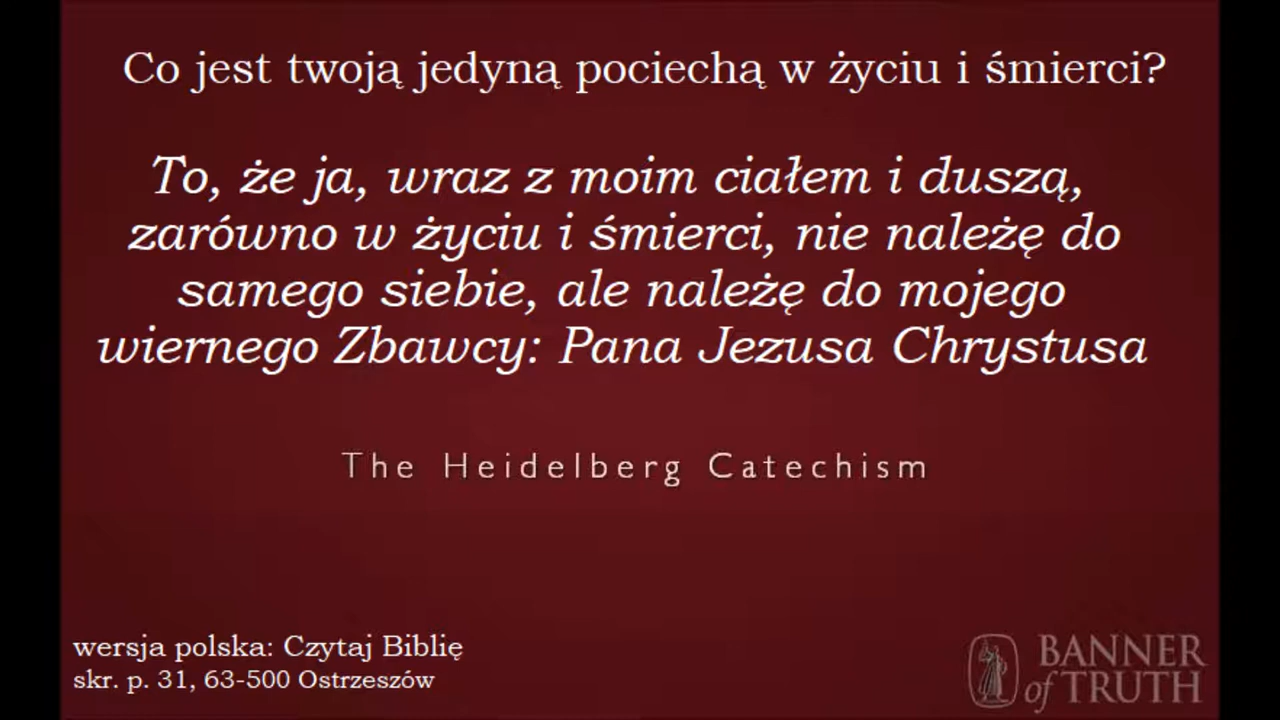 Co jest twoją jedyną pociechą w życiu i śmierci?
To, że ja, wraz z moim ciałem i duszą,
zarówno w życiu i śmierci, nie należę do
samego siebie, ale należę do mojego
wiernego Zbawcy: Pana Jezusa Chrystusa
The Heidelberg Catechism
wersja polska: Czytaj Biblię
skr. p. 31, 63-500 Ostrzeszów
BANNER
of TRUTH